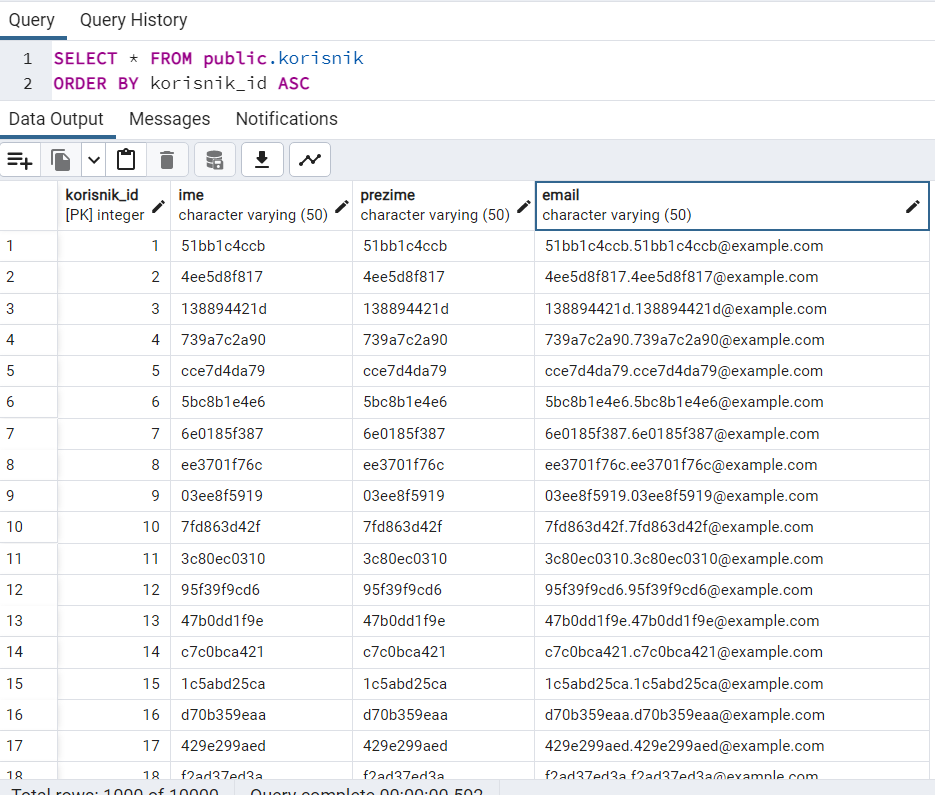 Query Query History
1 SELECT * FROM public.korisnik
2 ORDER BY korisnik_id ASC
Data Output Messages Notifications
korisnik_id ime prezime email
[PK] integer character varying (50) character varying (50) character varying (50)
1 1 51bb1c4ccb 51bb1c4ccb 51bb1c4ccb.51bb1c4ccb@example.com
2 2 4ee5d8f817 4ee5d8f817 4ee5d8f817.4ee5d8f817@example.com
3 3 138894421d 138894421d 138894421d.138894421d@example.com
4 4 739a7c2a90 739a7c2a90 739a7c2a90.739a7c2a90@example.com
5 5 cce7d4da79 cce7d4da79 cce7d4da79.cce7d4da79@example.com
6 6 5bc8b1e4e6 5bc8b1e4e6 5bc8b1e4e6.5bc8b1e4e6@example.com
7 7 6e0185f387 6e0185f387 6e0185f387.6e0185f387@example.com
8 8 ee3701f76c ee3701f76c ee3701f76c.ee3701f76c@example.com
9 9 03ee8f5919 03ee8f5919 03ee8f5919.03ee8f5919@example.com
10 10 7fd863d42f 7fd863d42f 7fd863d42f.7fd863d42f@example.com
11 11 3c80ec0310 3c80ec0310 3c80ec0310.3c80ec0310@example.com
12 12 95f39f9cd6 95f39f9cd6 95f39f9cd6.95f39f9cd6@example.com
13 13 47b0dd1f9e 47b0dd1f9e 47b0dd1f9e.47b0dd1f9e@example.com
14 14 c7c0bca421 c7c0bca421 c7c0bca421.c7c0bca421@example.com
15 15 1c5abd25ca 1c5abd25ca 1c5abd25ca.1c5abd25ca@example.com
16 16 d70b359eaa d70b359eaa d70b359eaa.d70b359eaa@example.com
17 17 429e299aed 429e299aed 429e299aed.429e299aed@example.com
18 18 f2ad37ed3a f2ad37ed3a f2ad37ed3a.f2ad37ed3a@example.com
Total rows: 1000 of 10000 Query complete